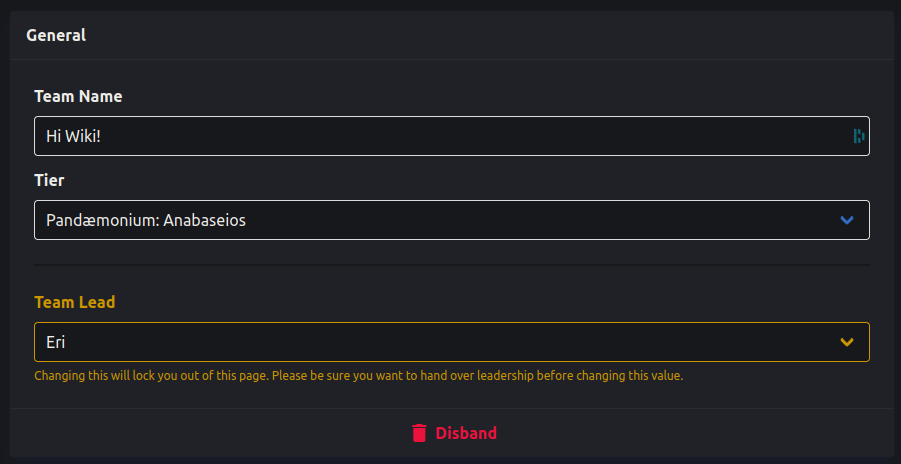 General
Team Name
Hi Wiki!
Tier
Pandæmonium: Anabaseios
Team Lead
Eri
Changing this will lock you out of this page. Please be sure you want to hand over leadership before changing this value.
Disband